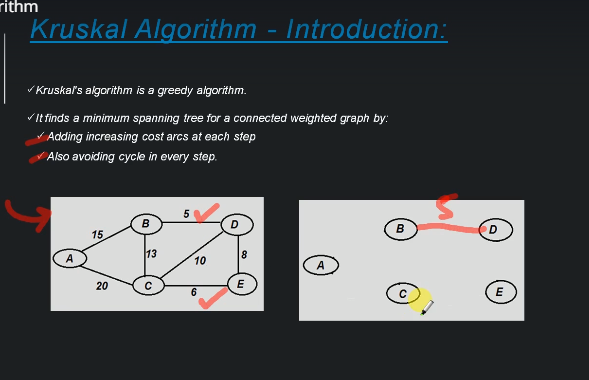 rithm
Kruskal Algorithm - Introduction:
✓Kruskal's algorithm is a greedy algorithm.
✓It finds a minimum spanning tree for a connected weighted graph by:
✓Adding increasing cost arcs at each step
✓Also avoiding cycle in every step.
5
B
D
15
13
10
8
A
20
C
6
E
5
B
D
A
C
E